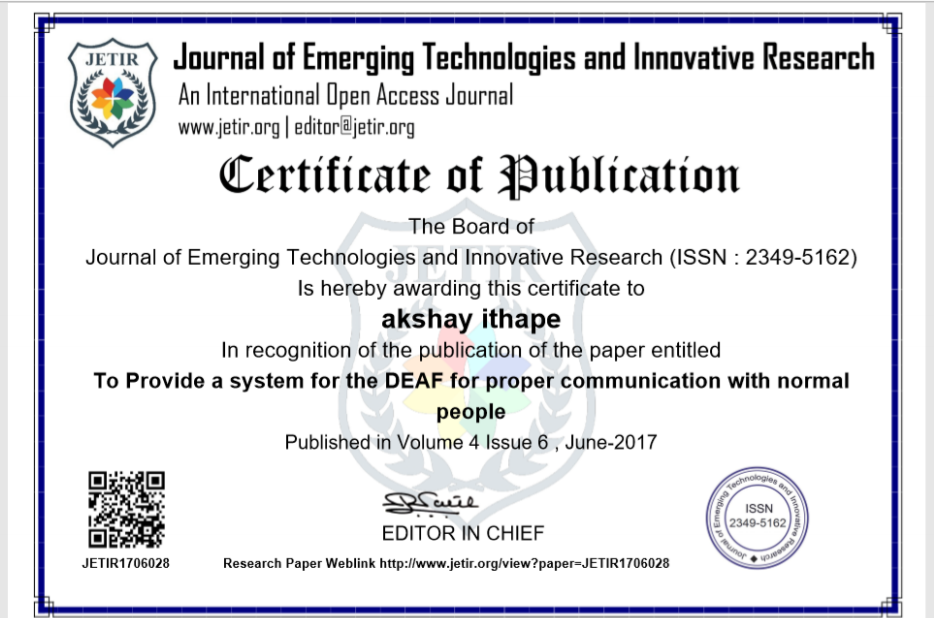 JETIR
Journal of Emerging Technologies and Innovative Research
An International Open Access Journal
www.jetir.org | editor@jetir.org
Certificate of Publication
The Board of
Journal of Emerging Technologies and Innovative Research (ISSN : 2349-5162)
Is hereby awarding this certificate to
akshay ithape
In recognition of the publication of the paper entitled
To Provide a system for the DEAF for proper communication with normal
people
Published in Volume 4 Issue 6 , June-2017
JETIR
EDITOR IN CHIEF
Journal of Emerging Technologies and Innovative Research
ISSN
2349-5162
JETIR1706028
Research Paper Weblink http://www.jetir.org/view?paper=JETIR1706028